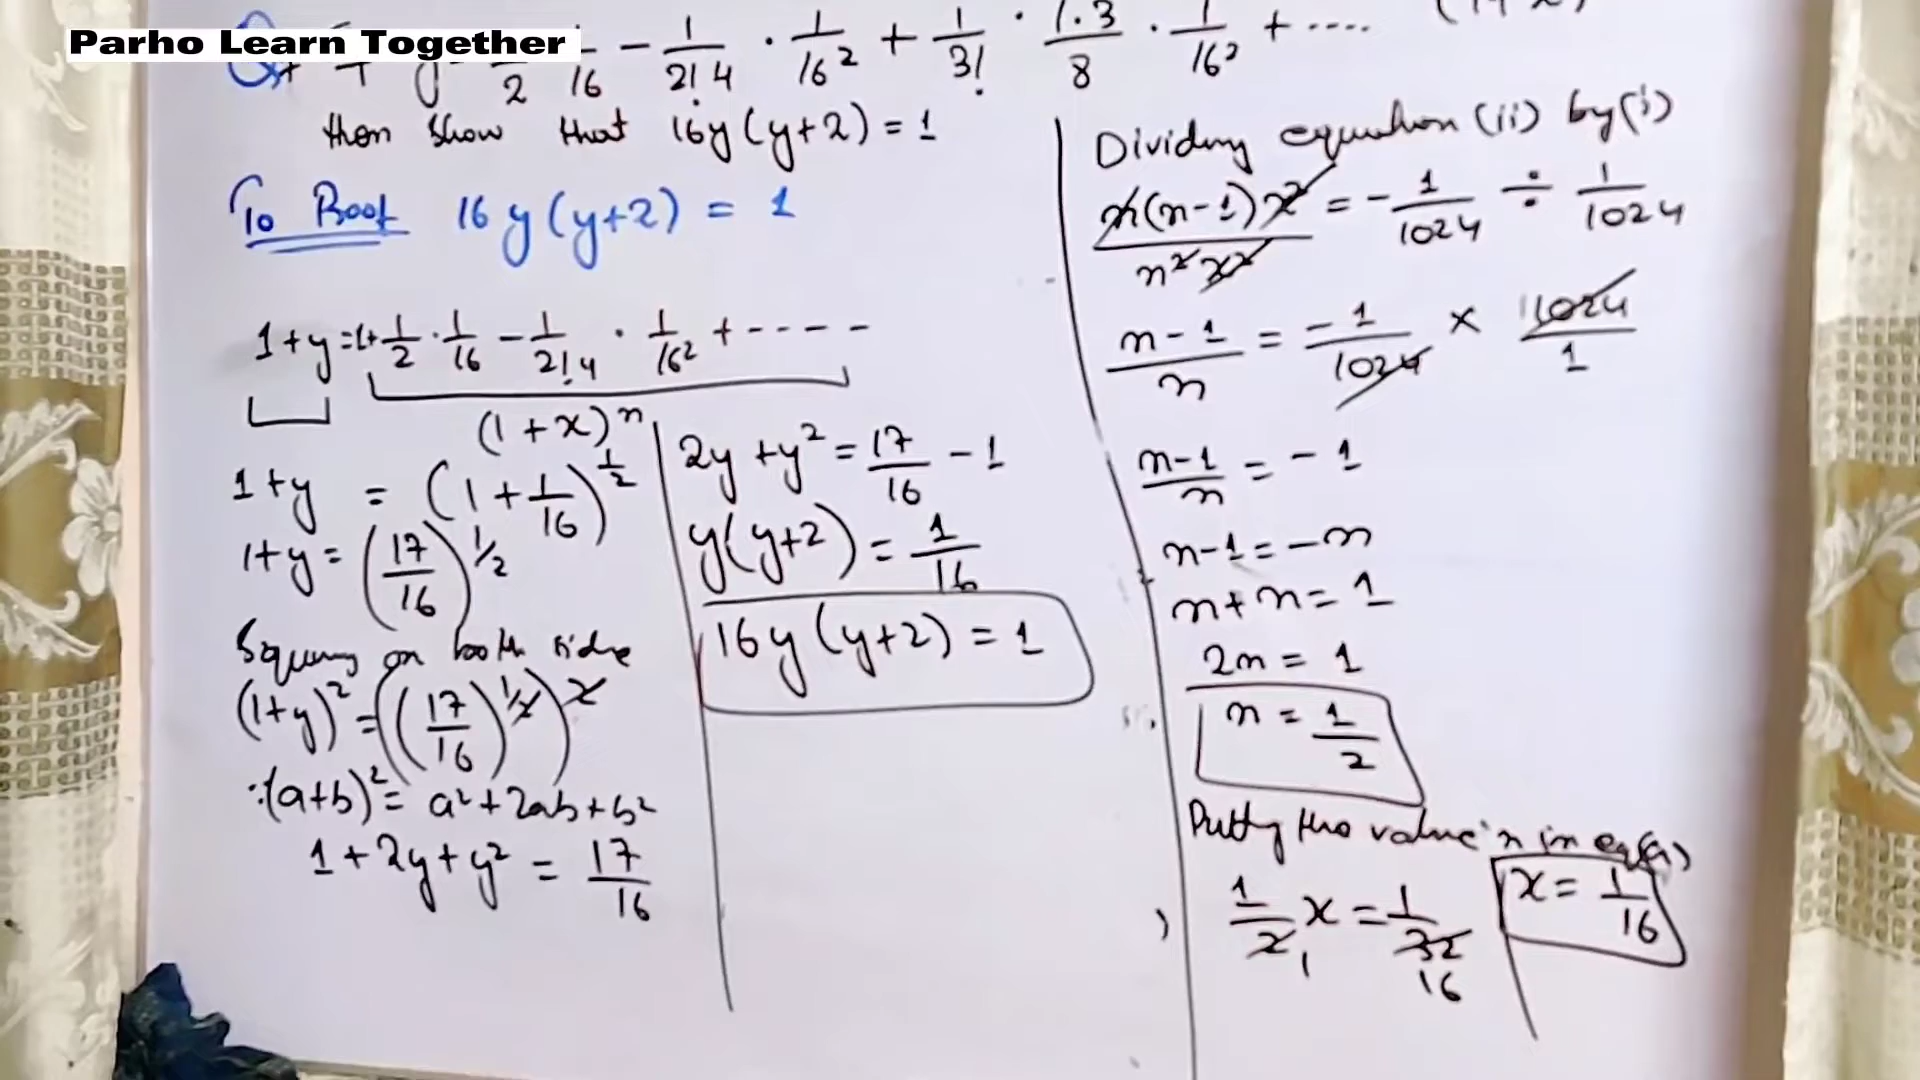 Parho Learn Together
2 16 - 1/2!4 · 1/16² + 1/3! · 1.3/8 · 1/16³ + ....
then show that 16y(y+2) = 1
To Proof 16y(y+2) = 1
1+y = 1+ 1/2 · 1/16 - 1/2!4 · 1/16² + - - - -
(1+x)ⁿ
1+y = (1+1/16)^1/2
1+y = (17/16)^1/2
Squaring on both side
(1+y)² = ((17/16)^1/2)^2
∵(a+b)² = a²+2ab+b²
1+2y+y² = 17/16
2y+y² = 17/16 - 1
y(y+2) = 1/16
16y(y+2) = 1
Dividing equation (ii) by (i)
n(n-1)x²/n²x² = -1/1024 ÷ 1/1024
n-1/n = -1/1024 × 1024/1
n-1/n = -1
n-1 = -n
n+n = 1
2n = 1
n = 1/2
Putting the value n in eq(i)
1/2 x = 1/32
1 16
x = 1/16